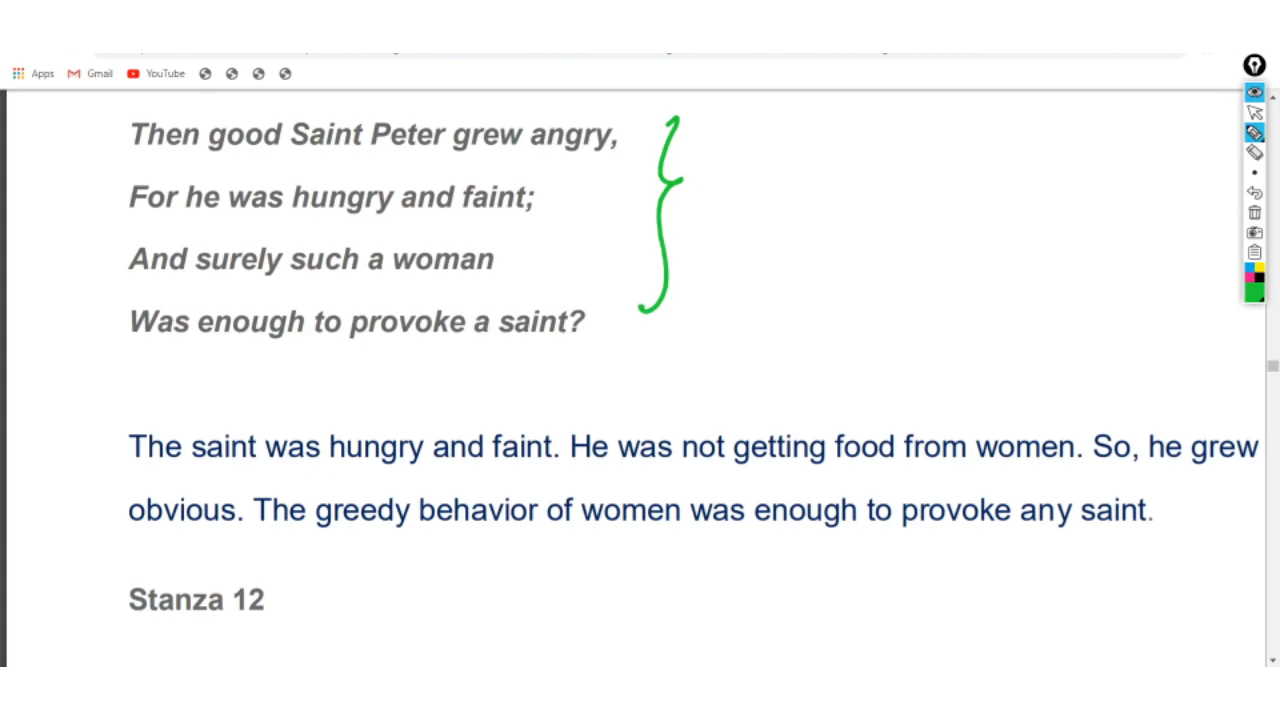 Apps Gmail YouTube
Then good Saint Peter grew angry,
For he was hungry and faint;
And surely such a woman
Was enough to provoke a saint?
The saint was hungry and faint. He was not getting food from women. So, he grew
obvious. The greedy behavior of women was enough to provoke any saint.
Stanza 12